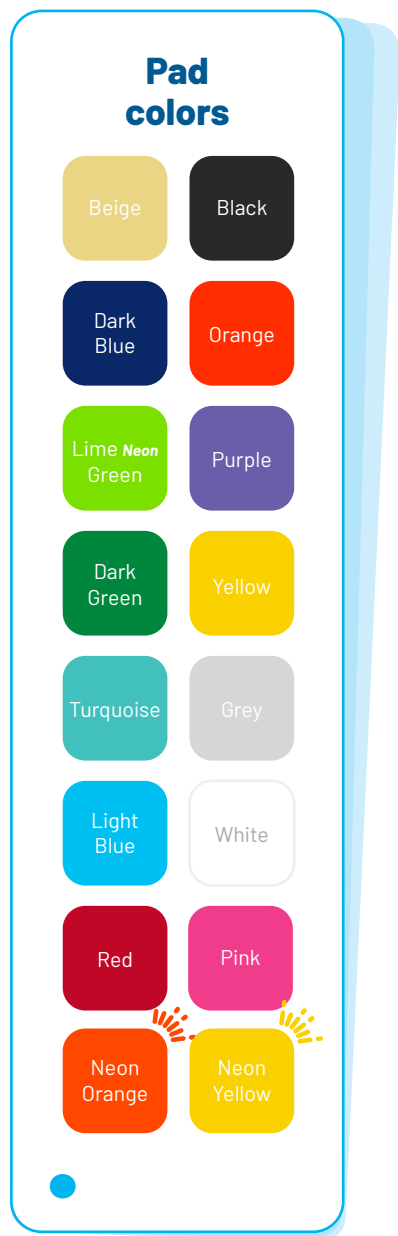 Pad
colors
Beige
Black
Dark
Blue
Orange
Lime Neon
Green
Purple
Dark
Green
Yellow
Turquoise
Grey
Light
Blue
White
Red
Pink
Neon
Orange
Neon
Yellow